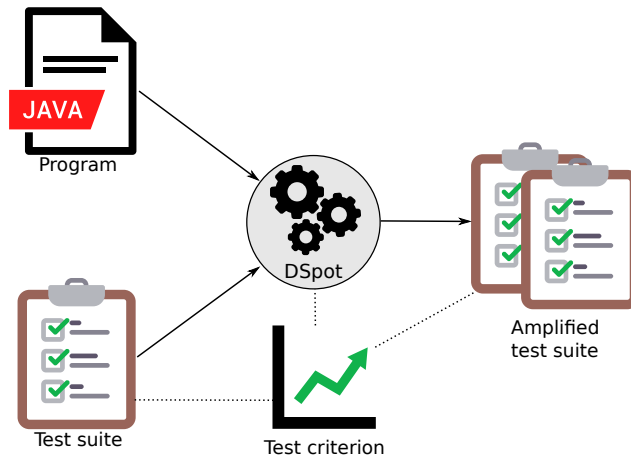 JAVA
Program
DSpot
Test suite
Test criterion
Amplified
test suite